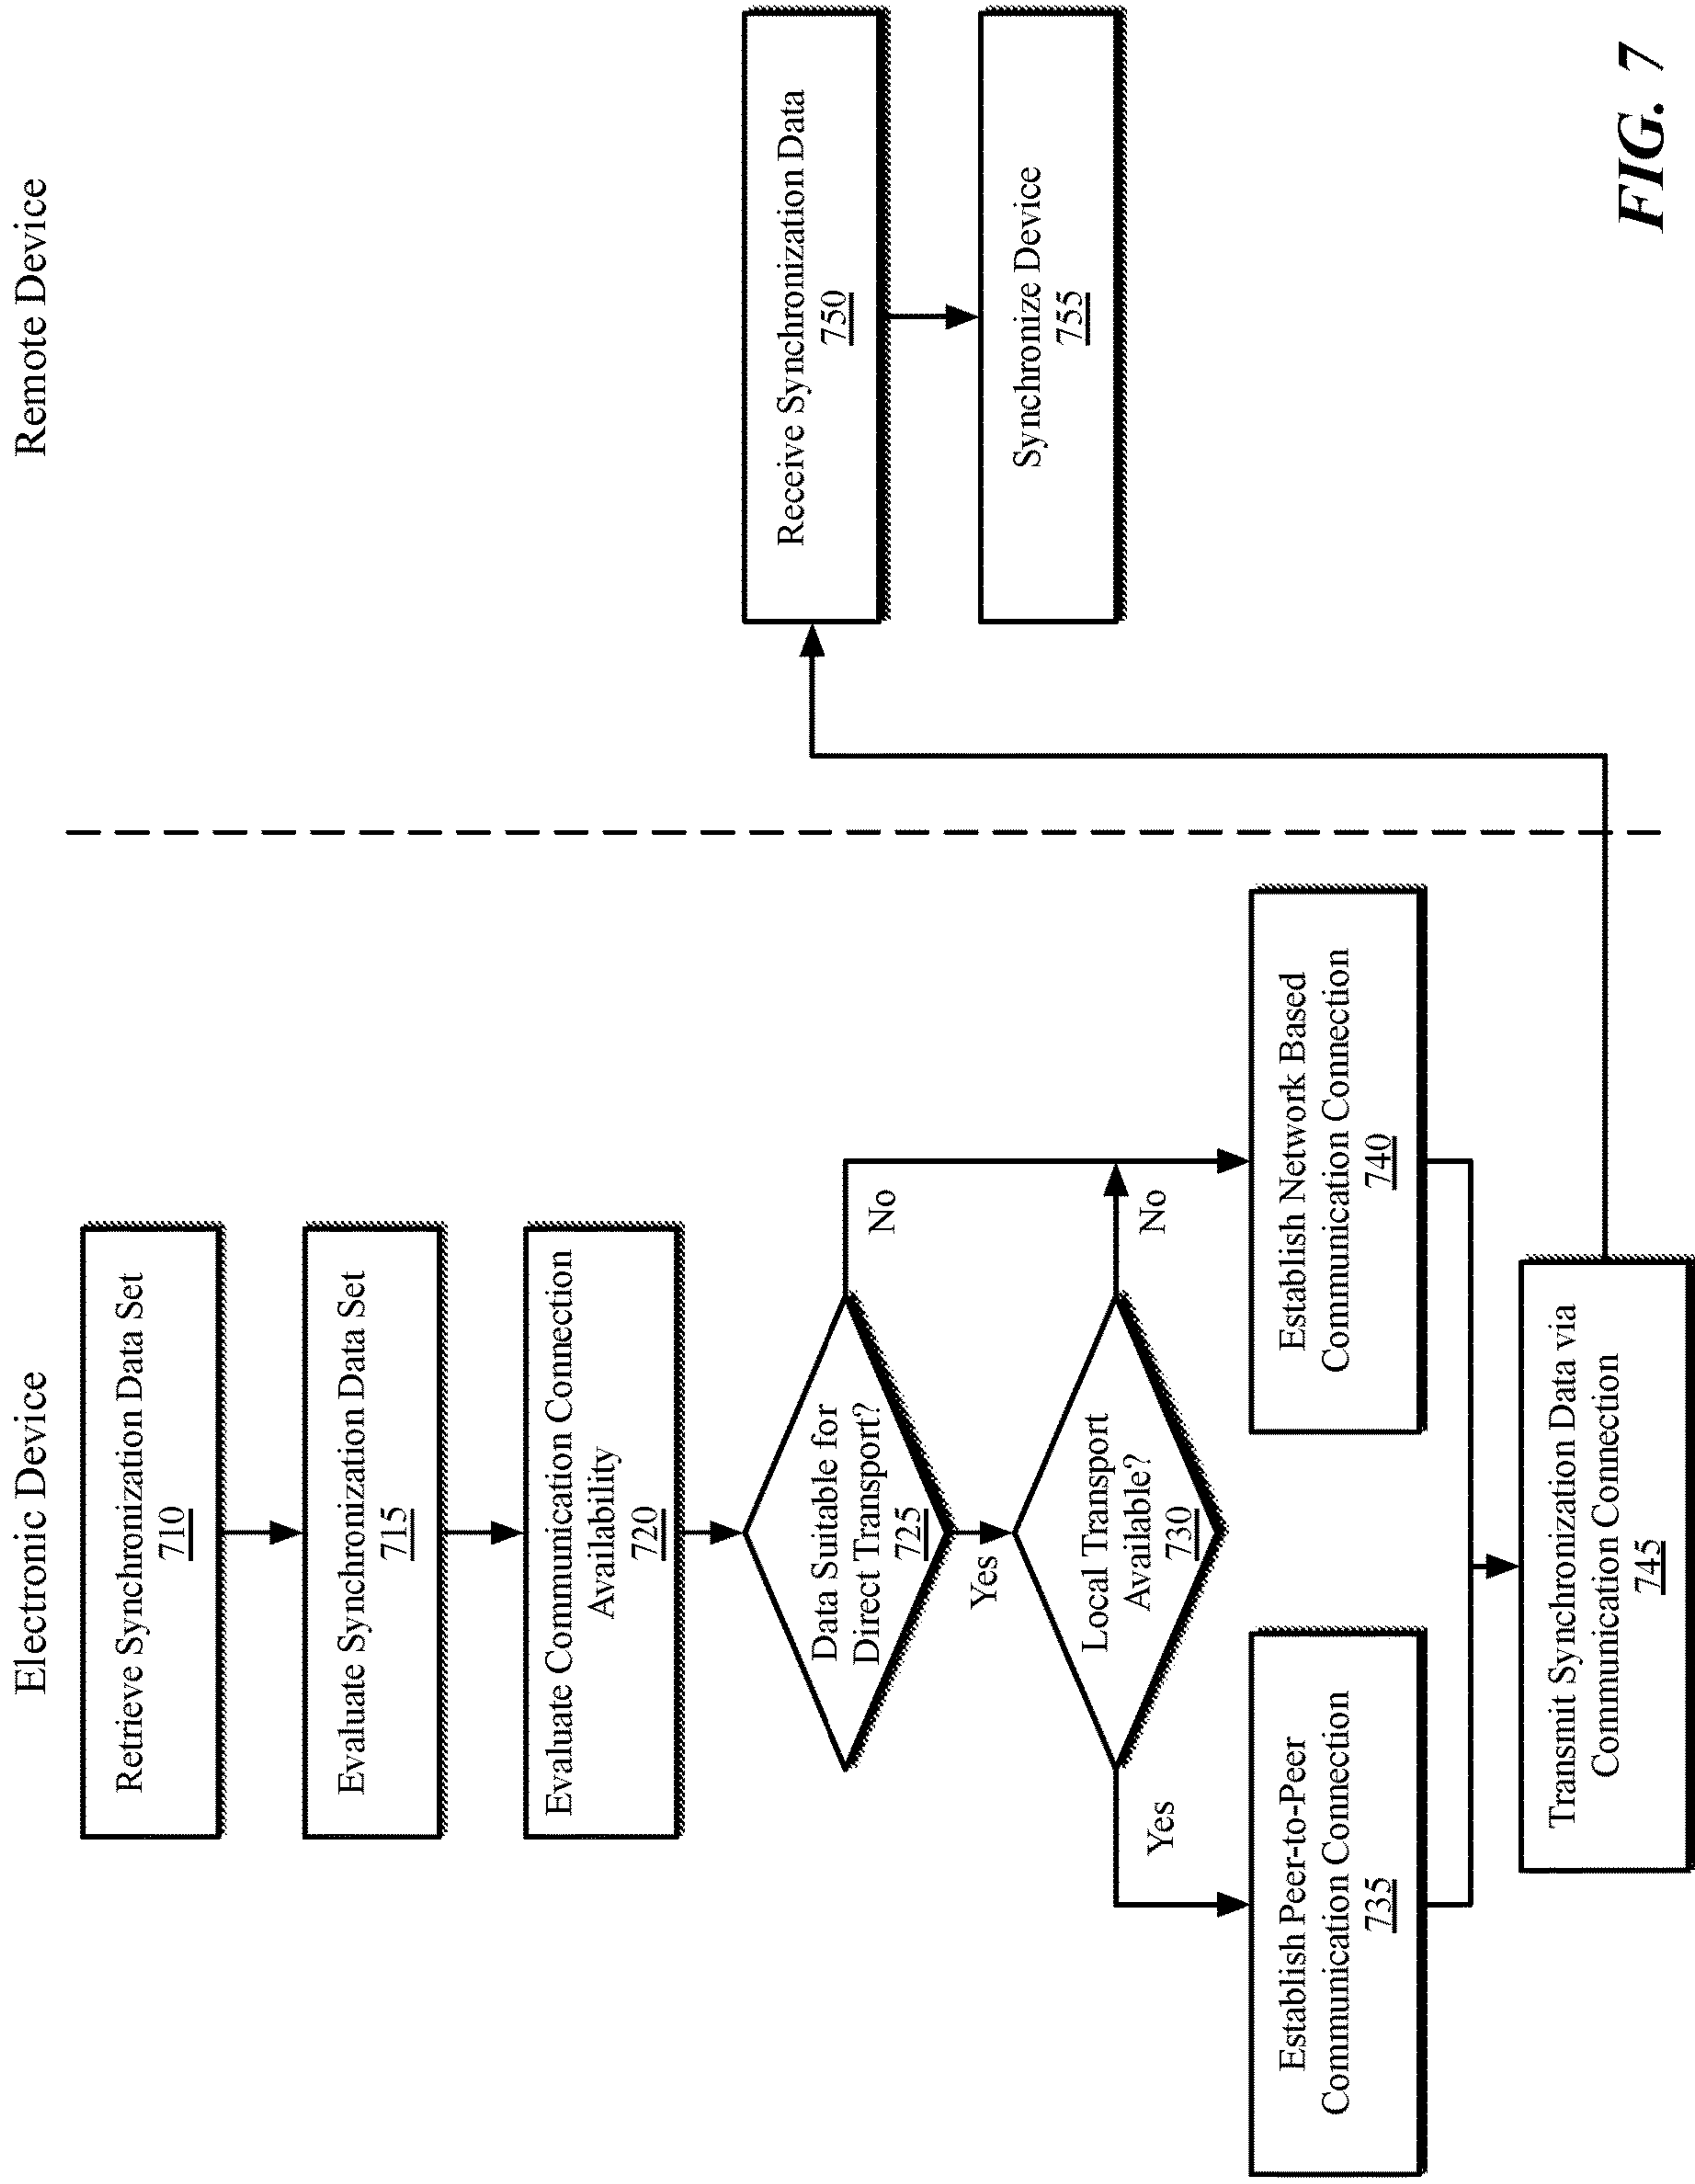 Electronic Device
Remote Device
Retrieve Synchronization Data Set
710
Evaluate Synchronization Data Set
715
Evaluate Communication Connection
Availability
720
Data Suitable for
Direct Transport?
725
No
Yes
Local Transport
Available?
730
No
Yes
Establish Peer-to-Peer
Communication Connection
735
Establish Network Based
Communication Connection
740
Transmit Synchronization Data via
Communication Connection
745
Receive Synchronization Data
750
Synchronize Device
755
FIG. 7